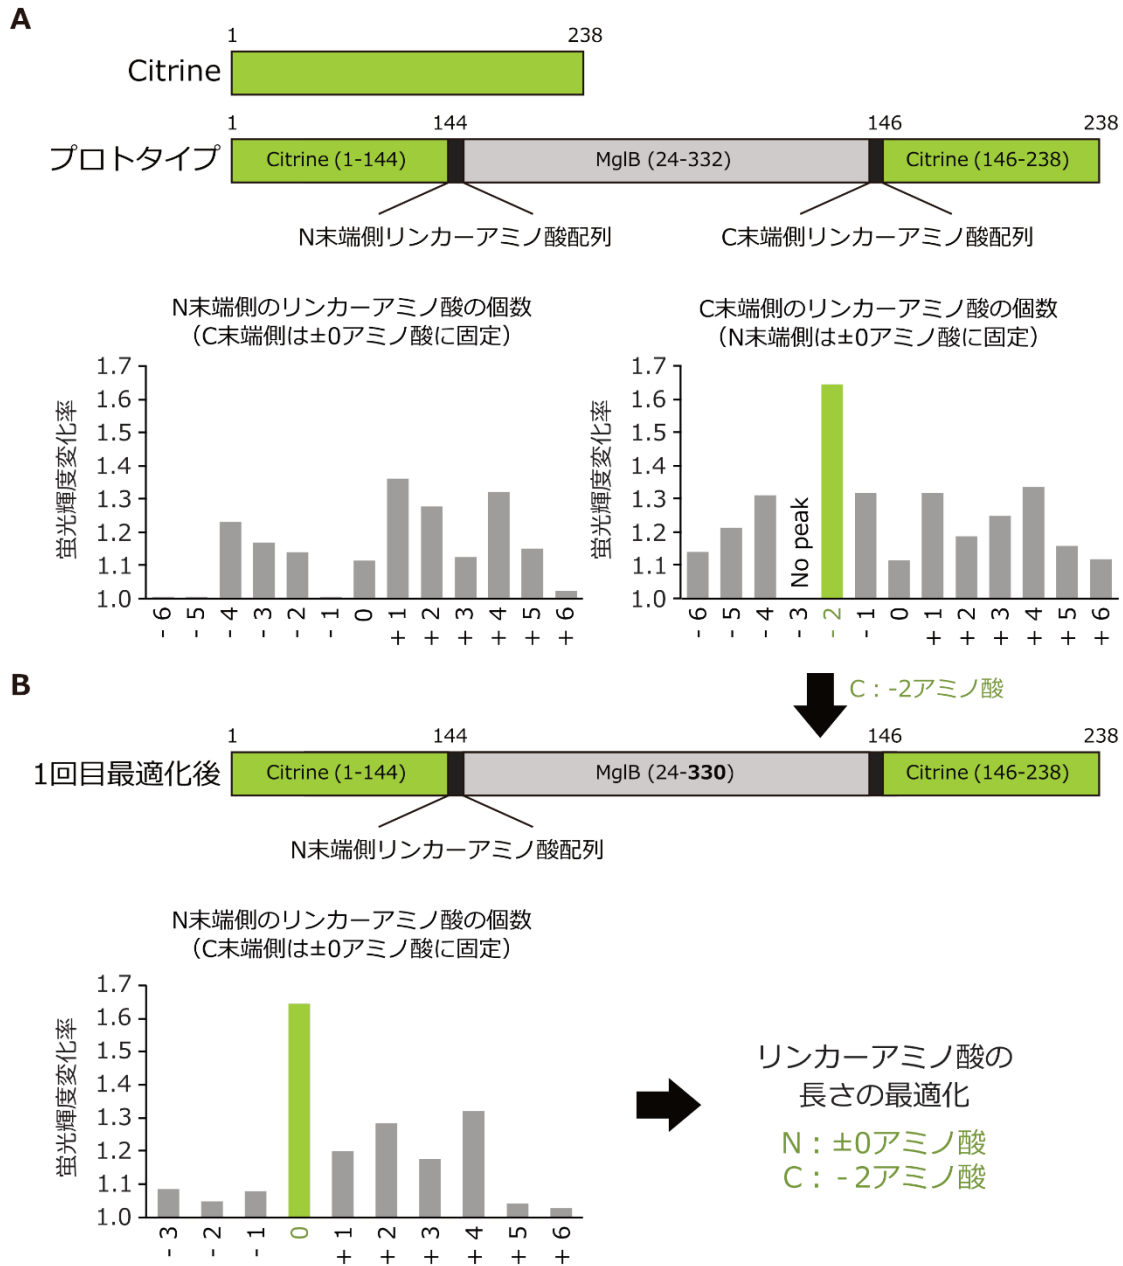 A
1 238
Citrine
1 144 146 238
プロトタイプ Citrine (1-144) MglB (24-332) Citrine (146-238)
N末端側リンカーアミノ酸配列 C末端側リンカーアミノ酸配列
N末端側のリンカーアミノ酸の個数
（C末端側は±0アミノ酸に固定）
蛍光輝度変化率
1.7
1.6
1.5
1.4
1.3
1.2
1.1
1.0
- 6 - 5 - 4 - 3 - 2 - 1 0 + 1 + 2 + 3 + 4 + 5 + 6
C末端側のリンカーアミノ酸の個数
（N末端側は±0アミノ酸に固定）
蛍光輝度変化率
1.7
1.6
1.5
1.4
1.3
1.2
1.1
1.0
No peak
- 6 - 5 - 4 - 3 - 2 - 1 0 + 1 + 2 + 3 + 4 + 5 + 6
B
C : -2アミノ酸
1 144 146 238
1回目最適化後 Citrine (1-144) MglB (24-330) Citrine (146-238)
N末端側リンカーアミノ酸配列
N末端側のリンカーアミノ酸の個数
（C末端側は±0アミノ酸に固定）
蛍光輝度変化率
1.7
1.6
1.5
1.4
1.3
1.2
1.1
1.0
- 3 - 2 - 1 0 + 1 + 2 + 3 + 4 + 5 + 6
リンカーアミノ酸の
長さの最適化
N : ±0アミノ酸
C : -2アミノ酸